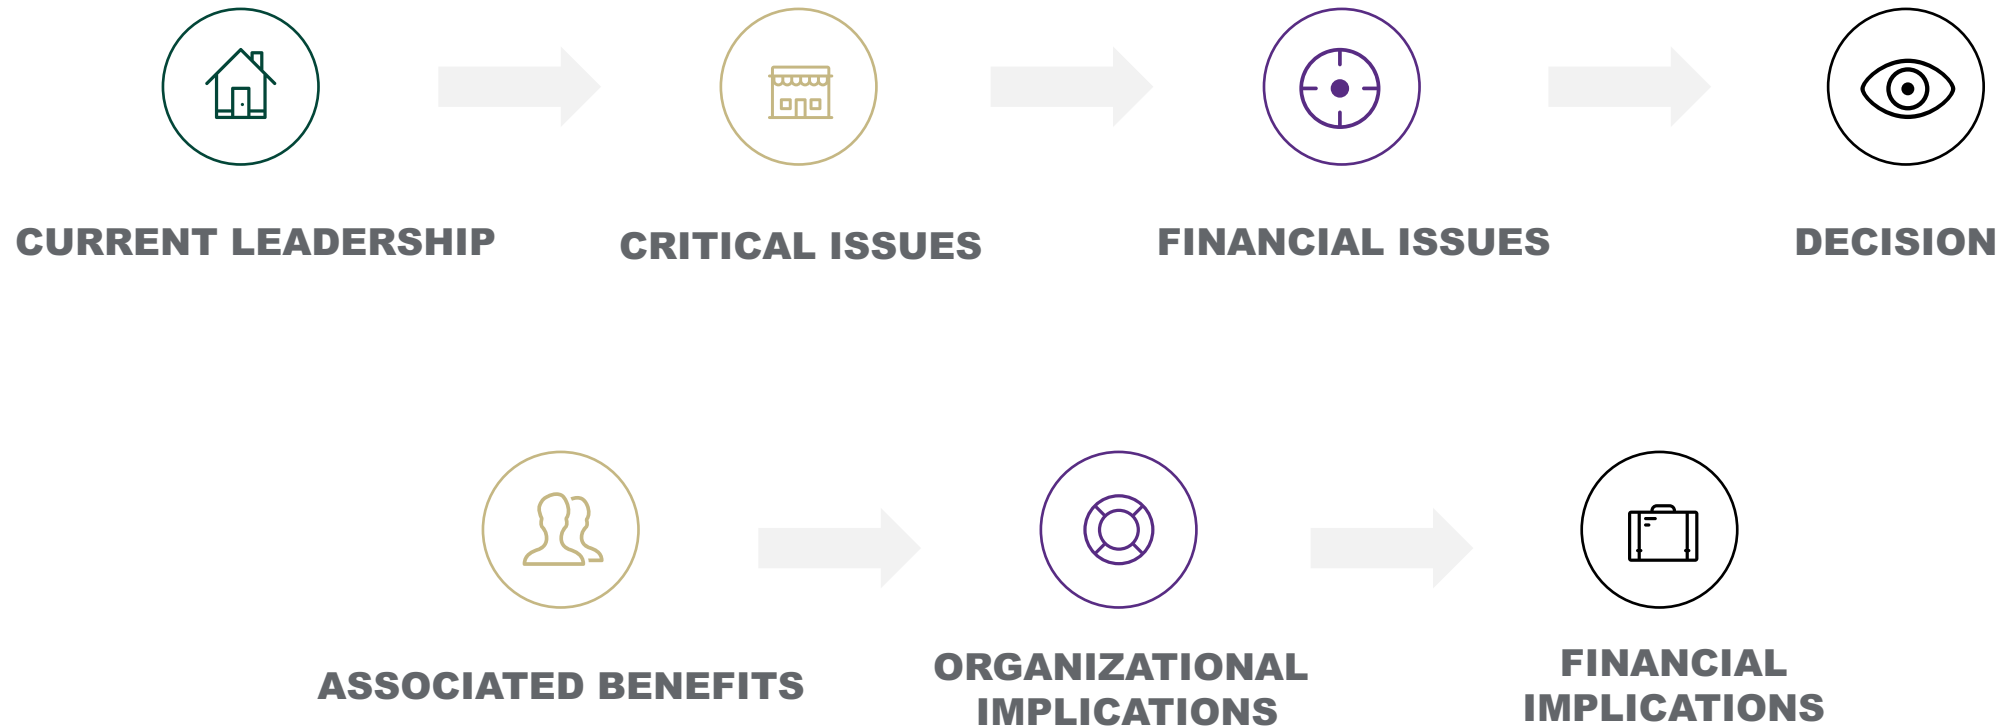 CURRENT LEADERSHIP
CRITICAL ISSUES
FINANCIAL ISSUES
DECISION
ASSOCIATED BENEFITS
ORGANIZATIONAL
IMPLICATIONS
FINANCIAL
IMPLICATIONS